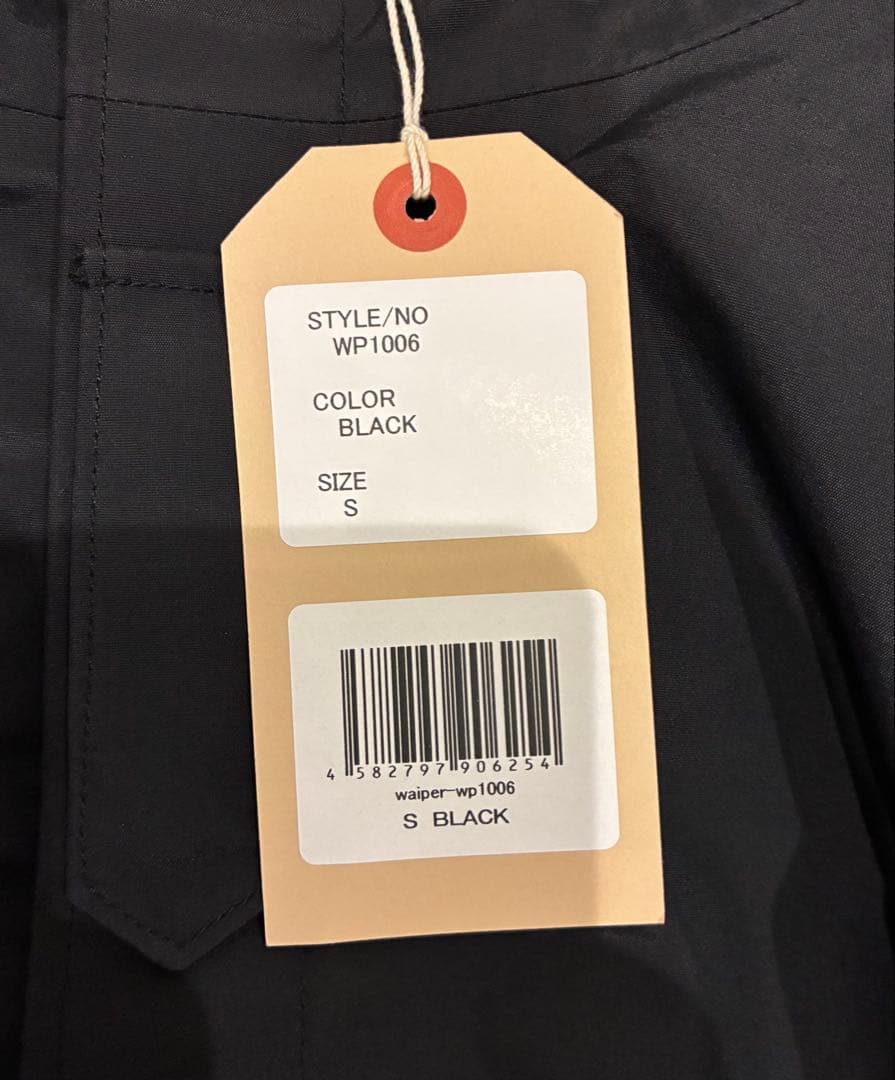 STYLE/NO
WP1006
COLOR
BLACK
SIZE
S
4 582797 906254
waiper-wp1006
S BLACK